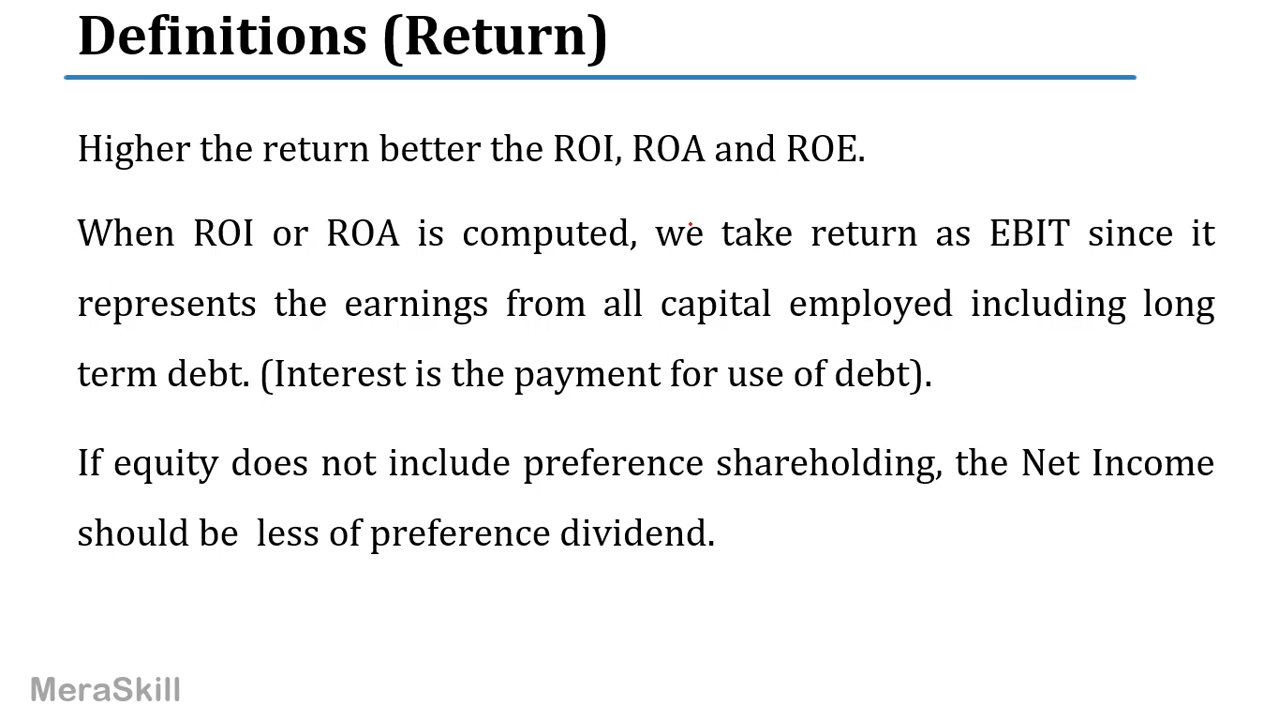 Definitions (Return)
Higher the return better the ROI, ROA and ROE.
When ROI or ROA is computed, we take return as EBIT since it
represents the earnings from all capital employed including long
term debt. (Interest is the payment for use of debt).
If equity does not include preference shareholding, the Net Income
should be  less of preference dividend.
MeraSkill